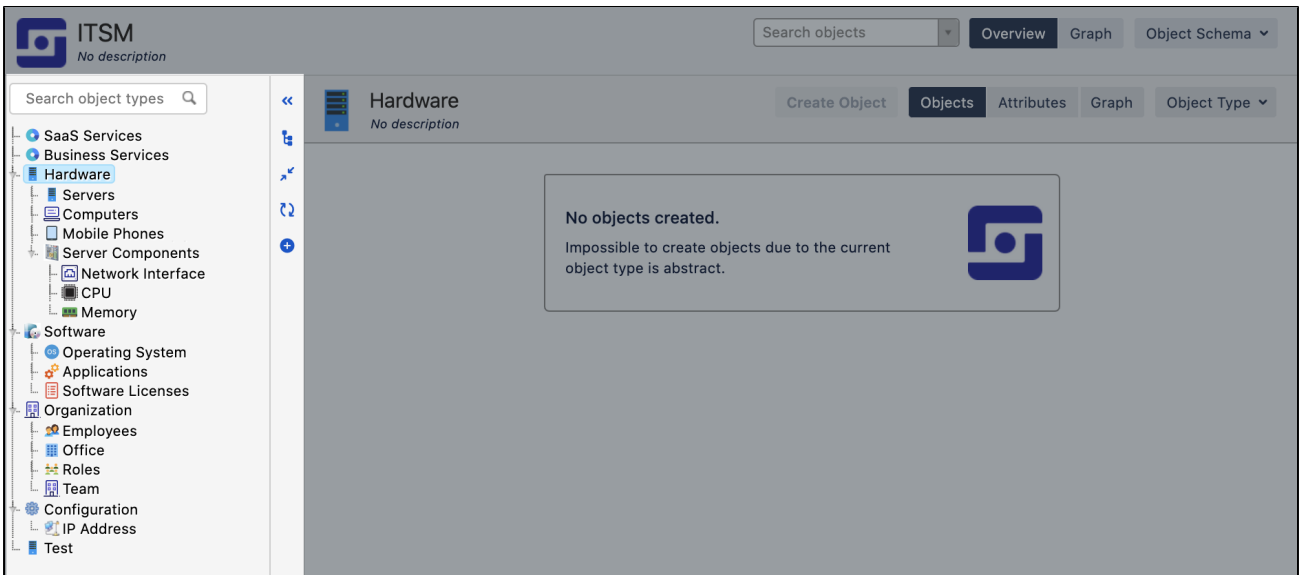 ITSM
No description
Search objects
Overview
Graph
Object Schema
Search object types
SaaS Services
Business Services
Hardware
Servers
Computers
Mobile Phones
Server Components
Network Interface
CPU
Memory
Software
OS
Operating System
Applications
Software Licenses
Organization
Employees
Office
Roles
Team
Configuration
IP Address
Test
Hardware
No description
Create Object
Objects
Attributes
Graph
Object Type
No objects created.
Impossible to create objects due to the current
object type is abstract.